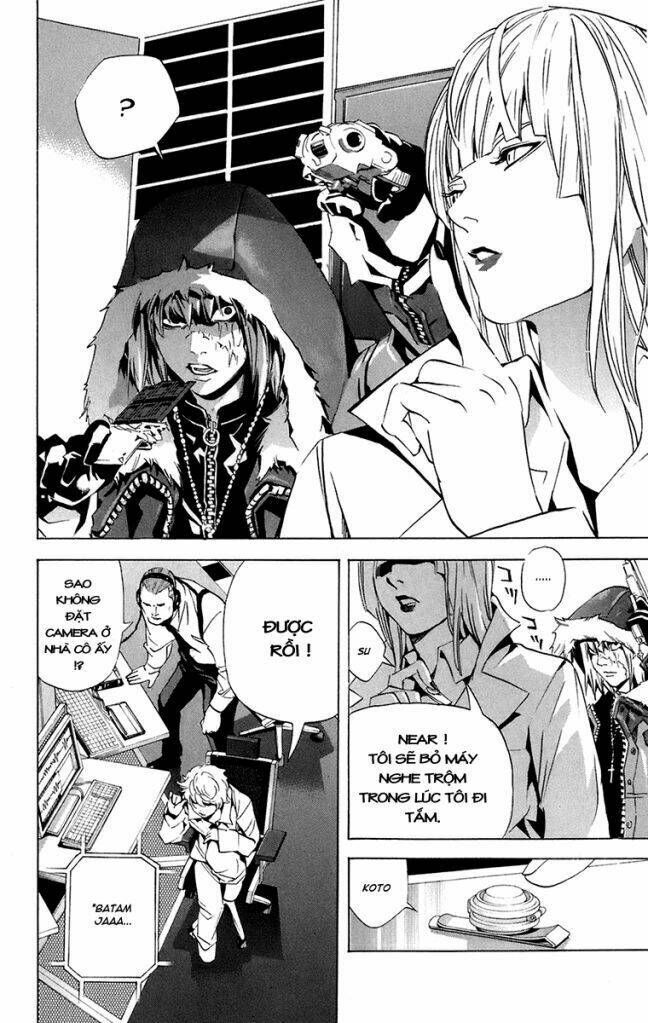 ?
.....
SU
NEAR !
TÔI SẼ BỎ MÁY
NGHE TRỘM
TRONG LÚC TÔI ĐI
TẮM.
KOTO
ĐƯỢC
RỒI !
SAO
KHÔNG
ĐẶT
CAMERA Ở
NHÀ CÔ ẤY
!?
"BATAM
JAAA...